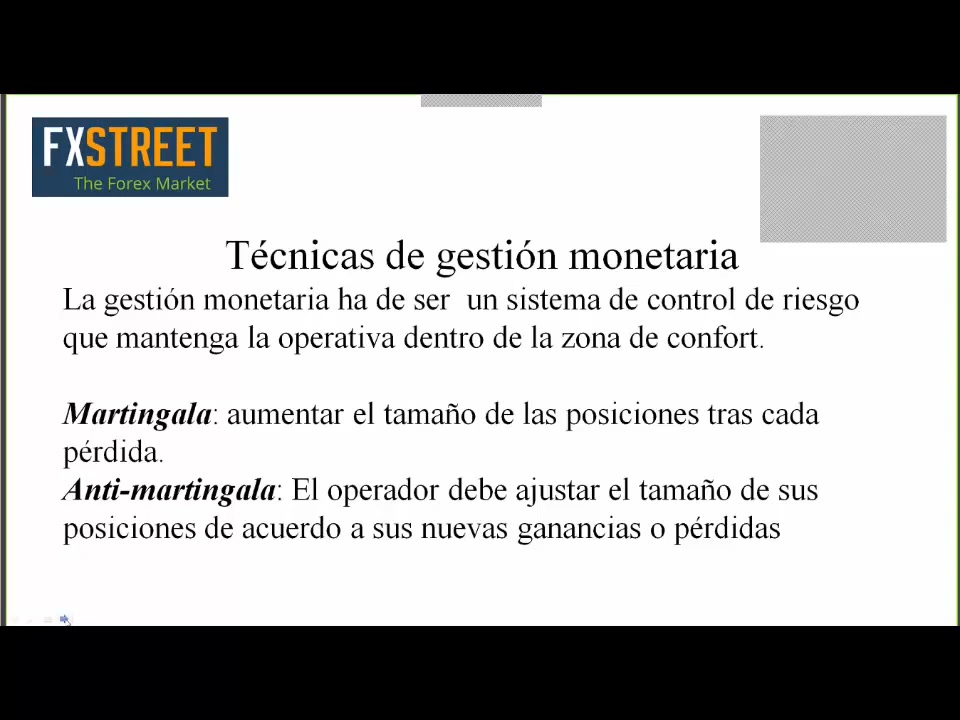 FXSTREET
The Forex Market
Técnicas de gestión monetaria
La gestión monetaria ha de ser  un sistema de control de riesgo
que mantenga la operativa dentro de la zona de confort.
Martingala: aumentar el tamaño de las posiciones tras cada
pérdida.
Anti-martingala: El operador debe ajustar el tamaño de sus
posiciones de acuerdo a sus nuevas ganancias o pérdidas